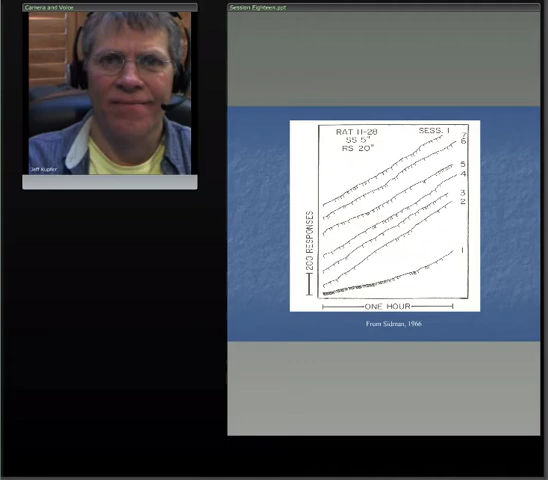 Camera and Voice
Session Eighteen.ppt
Jeff Kupfer
RAT H-28
SS 5"
RS 20"
SESS. 1
7
6
5
4
3
2
1
200 RESPONSES
ONE HOUR
From Sidman, 1966